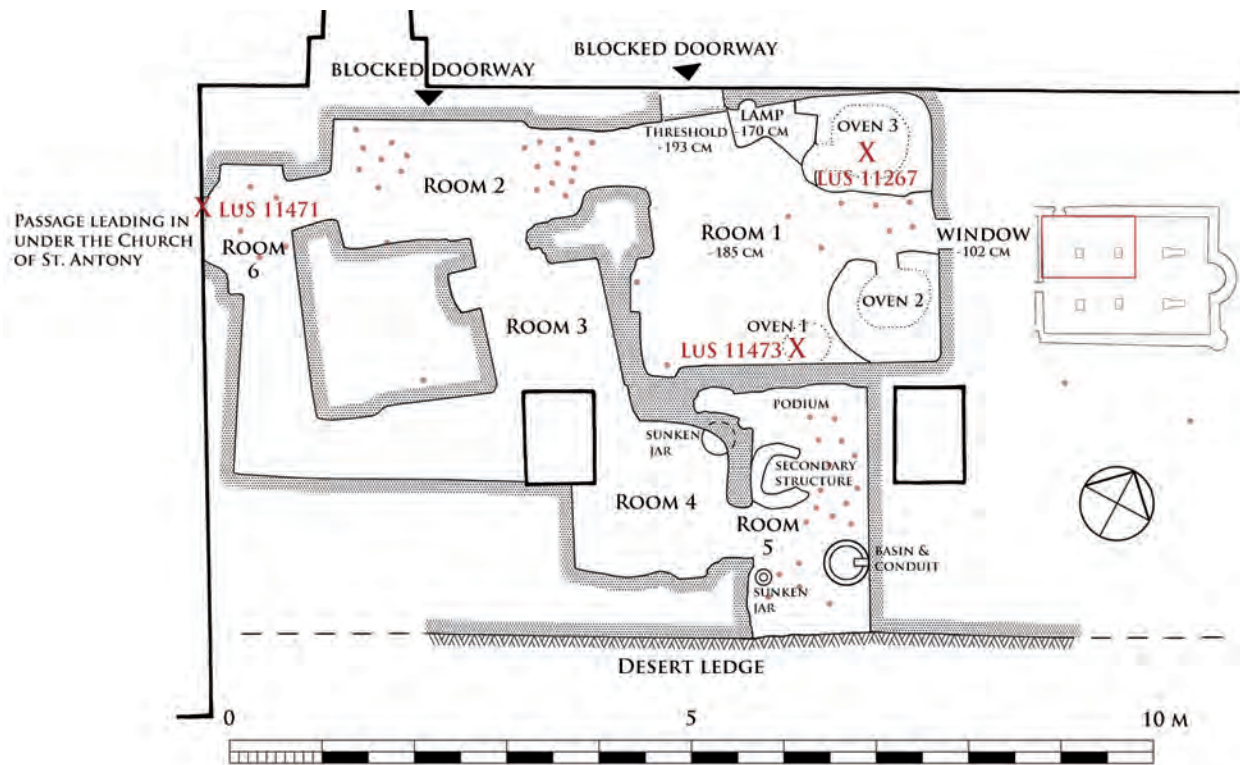 BLOCKED DOORWAY
BLOCKED DOORWAY
LAMP
-170 CM
THRESHOLD
-193 CM
OVEN 3
X
LUS 11267
ROOM 2
X LUS 11471
PASSAGE LEADING IN
UNDER THE CHURCH
OF ST. ANTONY
ROOM
6
ROOM 1
-185 CM
WINDOW
-102 CM
OVEN 2
ROOM 3
OVEN 1
LUS 11473 X
PODIUM
SUNKEN
JAR
SECONDARY
STRUCTURE
ROOM 4
ROOM
5
BASIN &
CONDUIT
SUNKEN
JAR
DESERT LEDGE
0
5
10 M